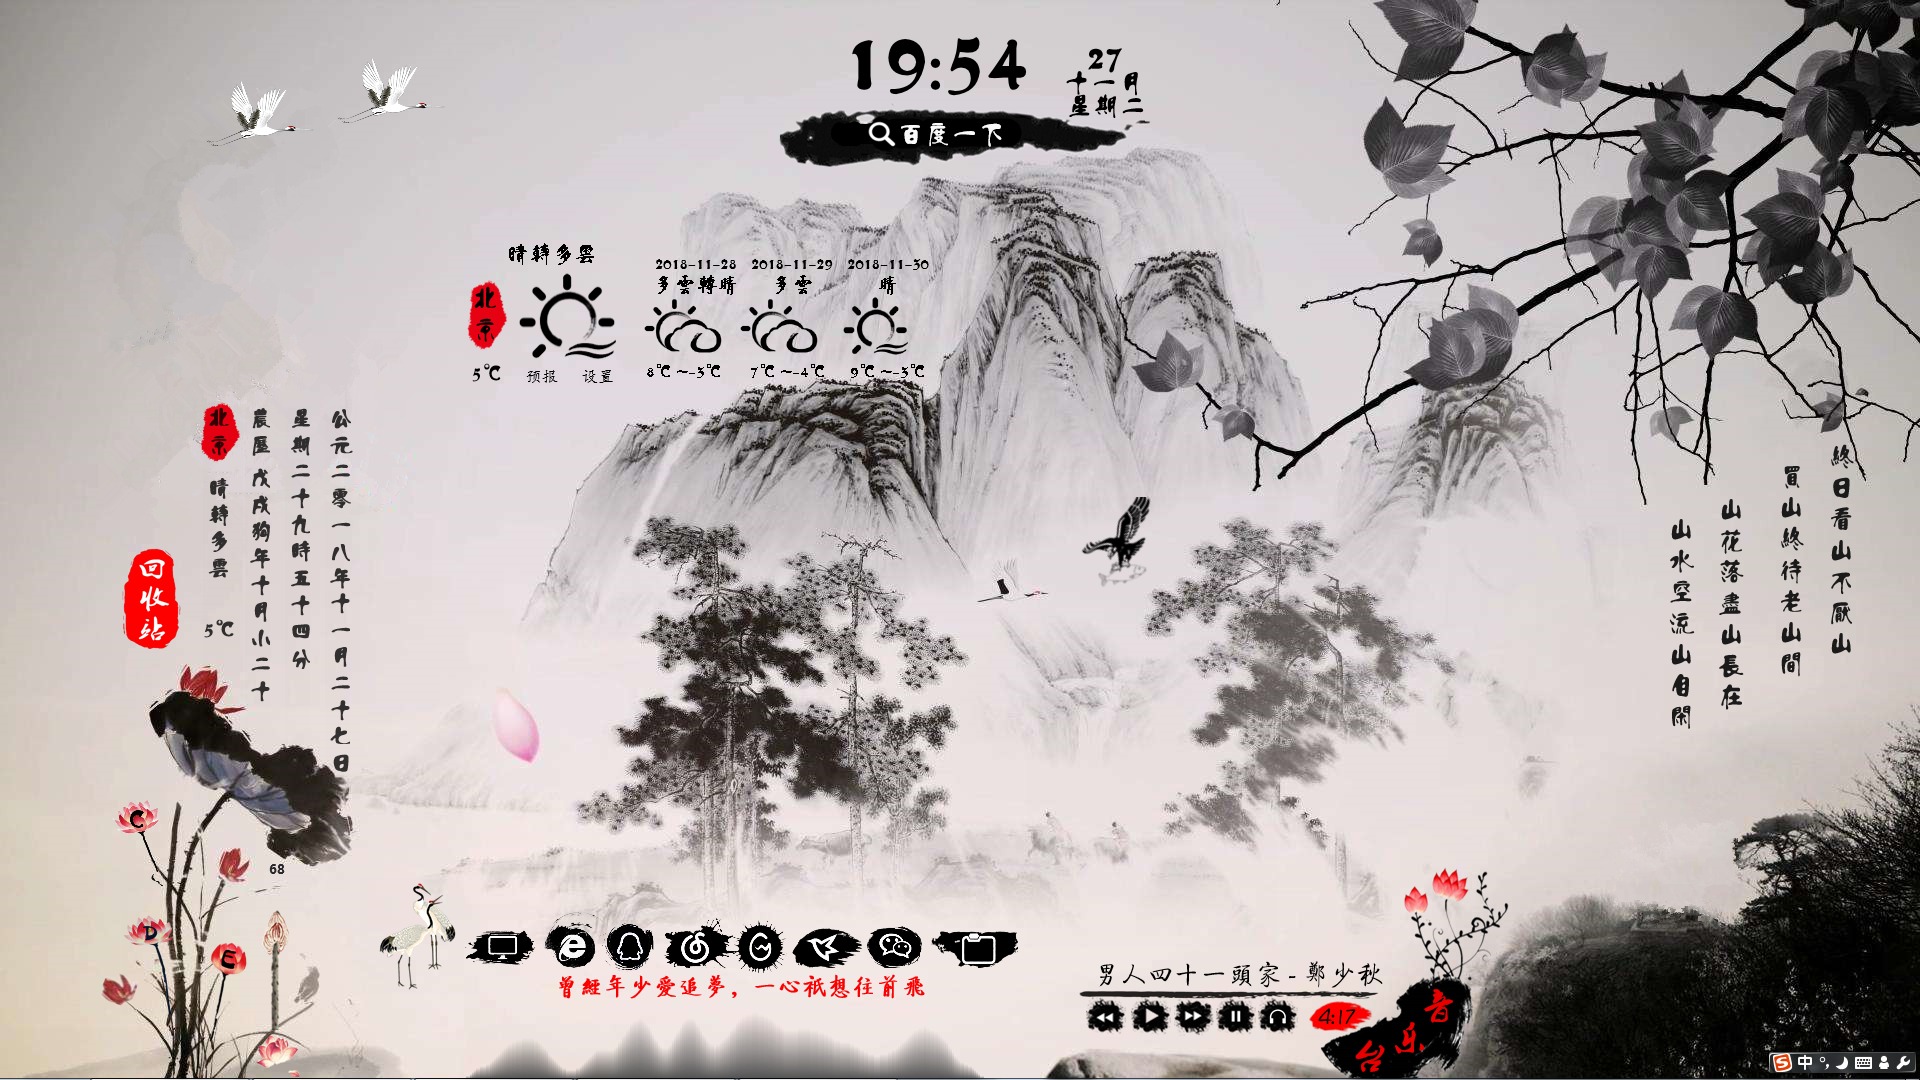 19:54
27
十一月
星期二
百度一下
晴轉多雲
北京
5℃
预报 设置
2018-11-28
多雲轉晴
8℃ ~-5℃
2018-11-29
多雲
7℃ ~-4℃
2018-11-30
晴
9℃ ~-5℃
公元二零一八年十一月二十七日
星期二十九時五十四分
農歷 戊戌狗年十月小二十
北京 晴轉多雲 5℃
回收站
終日看山不厭山
買山終待老山間
山花落盡山長在
山水空流山自閑
C
68
D
E
曾經年少愛追夢，一心祇想往前飛
男人四十一頭家 - 鄭少秋
4:17
音乐台
中